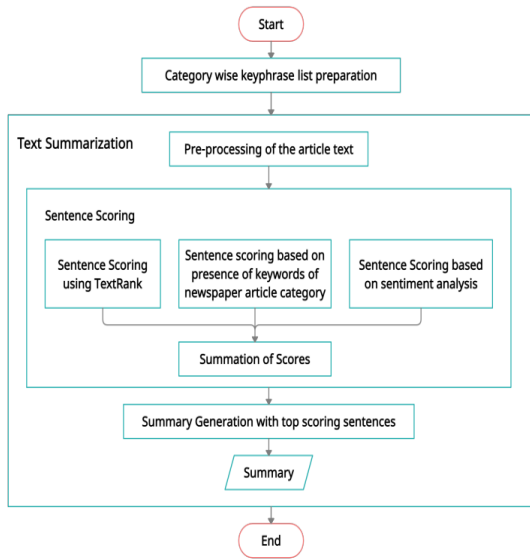 Start
Category wise keyphrase list preparation
Text Summarization
Pre-processing of the article text
Sentence Scoring
Sentence Scoring
using TextRank
Sentence scoring based on
presence of keywords of
newspaper article category
Sentence Scoring based
on sentiment analysis
Summation of Scores
Summary Generation with top scoring sentences
Summary
End